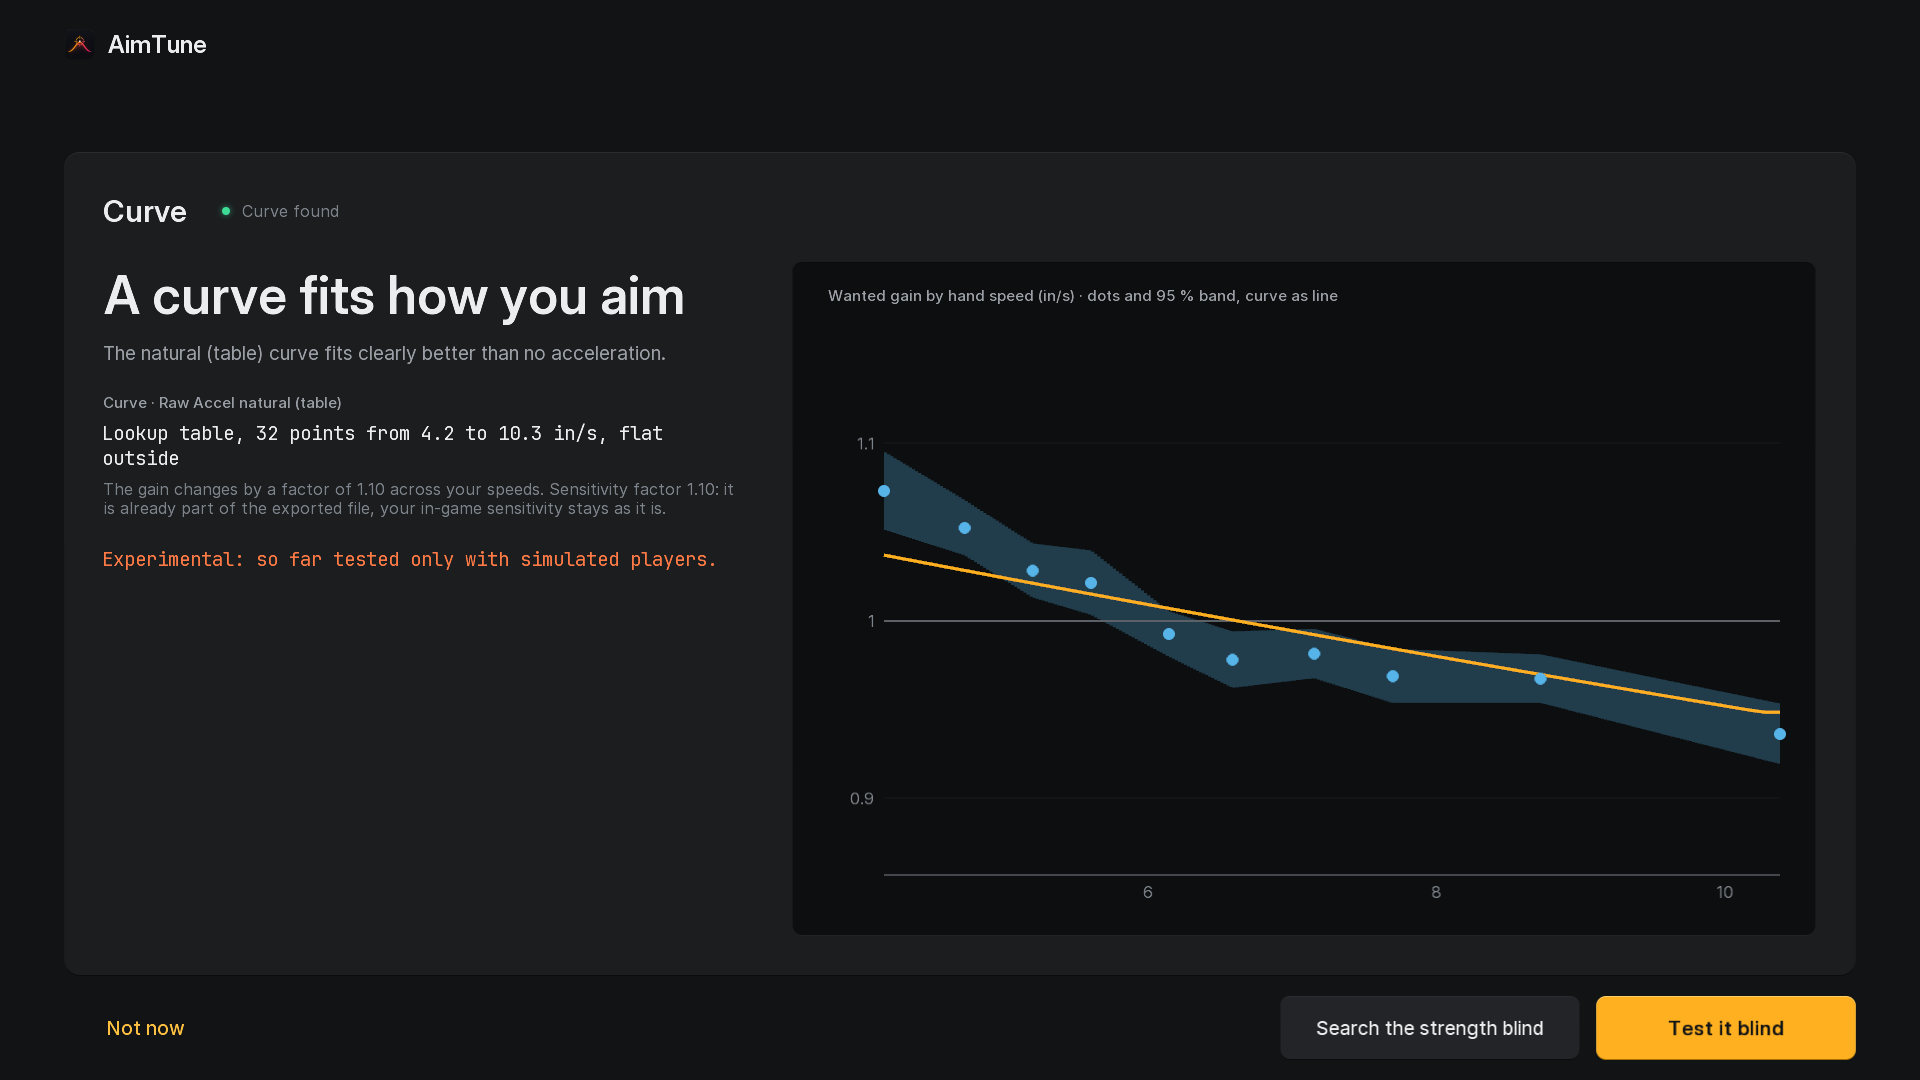 AimTune
Curve
Curve found
A curve fits how you aim
The natural (table) curve fits clearly better than no acceleration.
Curve · Raw Accel natural (table)
Lookup table, 32 points from 4.2 to 10.3 in/s, flat
outside
The gain changes by a factor of 1.10 across your speeds. Sensitivity factor 1.10: it
is already part of the exported file, your in-game sensitivity stays as it is.
Experimental: so far tested only with simulated players.
Wanted gain by hand speed (in/s) · dots and 95 % band, curve as line
1.1
1
0.9
6
8
10
Not now
Search the strength blind
Test it blind